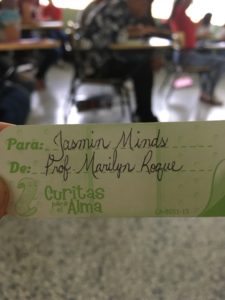 Para: Jasmin Minds
De: Prof Marilyn Roque
Curitas
para el
Alma